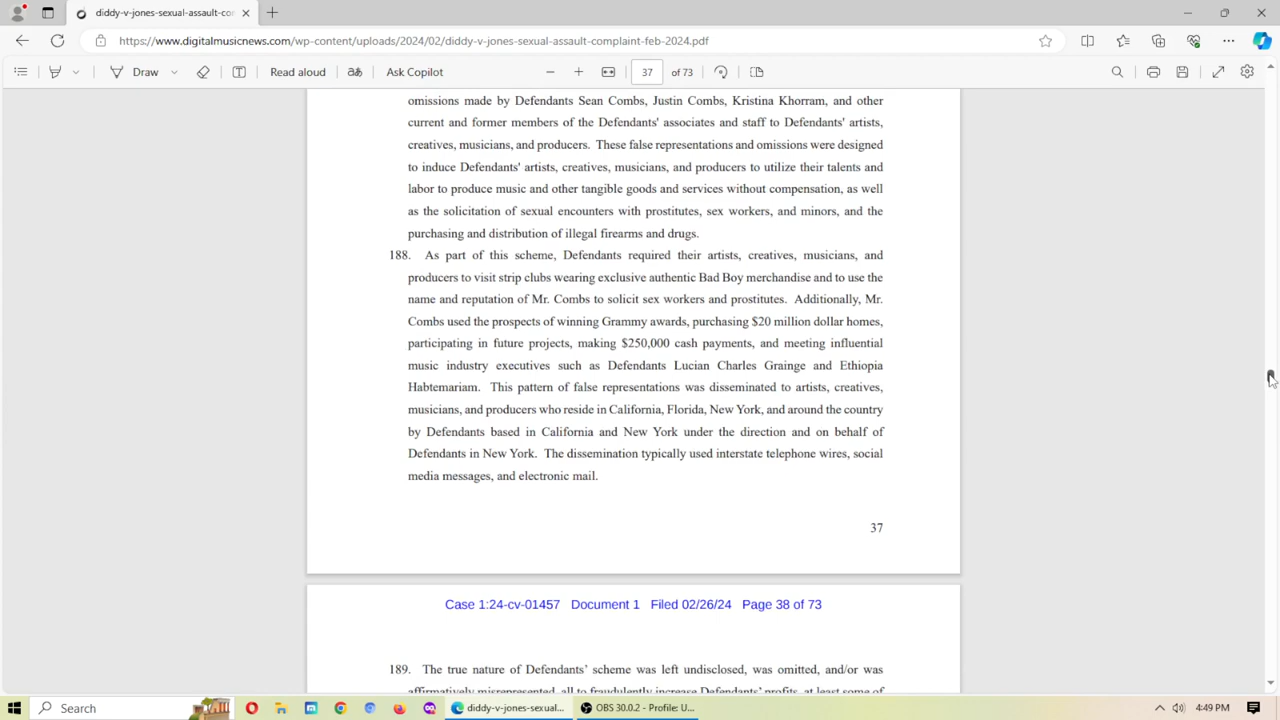 diddy-v-jones-sexual-assault-co
https://www.digitalmusicnews.com/wp-content/uploads/2024/02/diddy-v-jones-sexual-assault-complaint-feb-2024.pdf
Draw
Read aloud
Ask Copilot
37
of 73
omissions made by Defendants Sean Combs, Justin Combs, Kristina Khorram, and other
current and former members of the Defendants' associates and staff to Defendants' artists,
creatives, musicians, and producers. These false representations and omissions were designed
to induce Defendants' artists, creatives, musicians, and producers to utilize their talents and
labor to produce music and other tangible goods and services without compensation, as well
as the solicitation of sexual encounters with prostitutes, sex workers, and minors, and the
purchasing and distribution of illegal firearms and drugs.
188. As part of this scheme, Defendants required their artists, creatives, musicians, and
producers to visit strip clubs wearing exclusive authentic Bad Boy merchandise and to use the
name and reputation of Mr. Combs to solicit sex workers and prostitutes. Additionally, Mr.
Combs used the prospects of winning Grammy awards, purchasing $20 million dollar homes,
participating in future projects, making $250,000 cash payments, and meeting influential
music industry executives such as Defendants Lucian Charles Grainge and Ethiopia
Habtemariam. This pattern of false representations was disseminated to artists, creatives,
musicians, and producers who reside in California, Florida, New York, and around the country
by Defendants based in California and New York under the direction and on behalf of
Defendants in New York. The dissemination typically used interstate telephone wires, social
media messages, and electronic mail.
37
Case 1:24-cv-01457 Document 1 Filed 02/26/24 Page 38 of 73
189. The true nature of Defendants' scheme was left undisclosed, was omitted, and/or was
affirmatively misrepresented, all to fraudulently increase Defendants' profits, at least some of
Search
diddy-v-jones-sexual...
OBS 30.0.2 - Profile: U...
4:49 PM